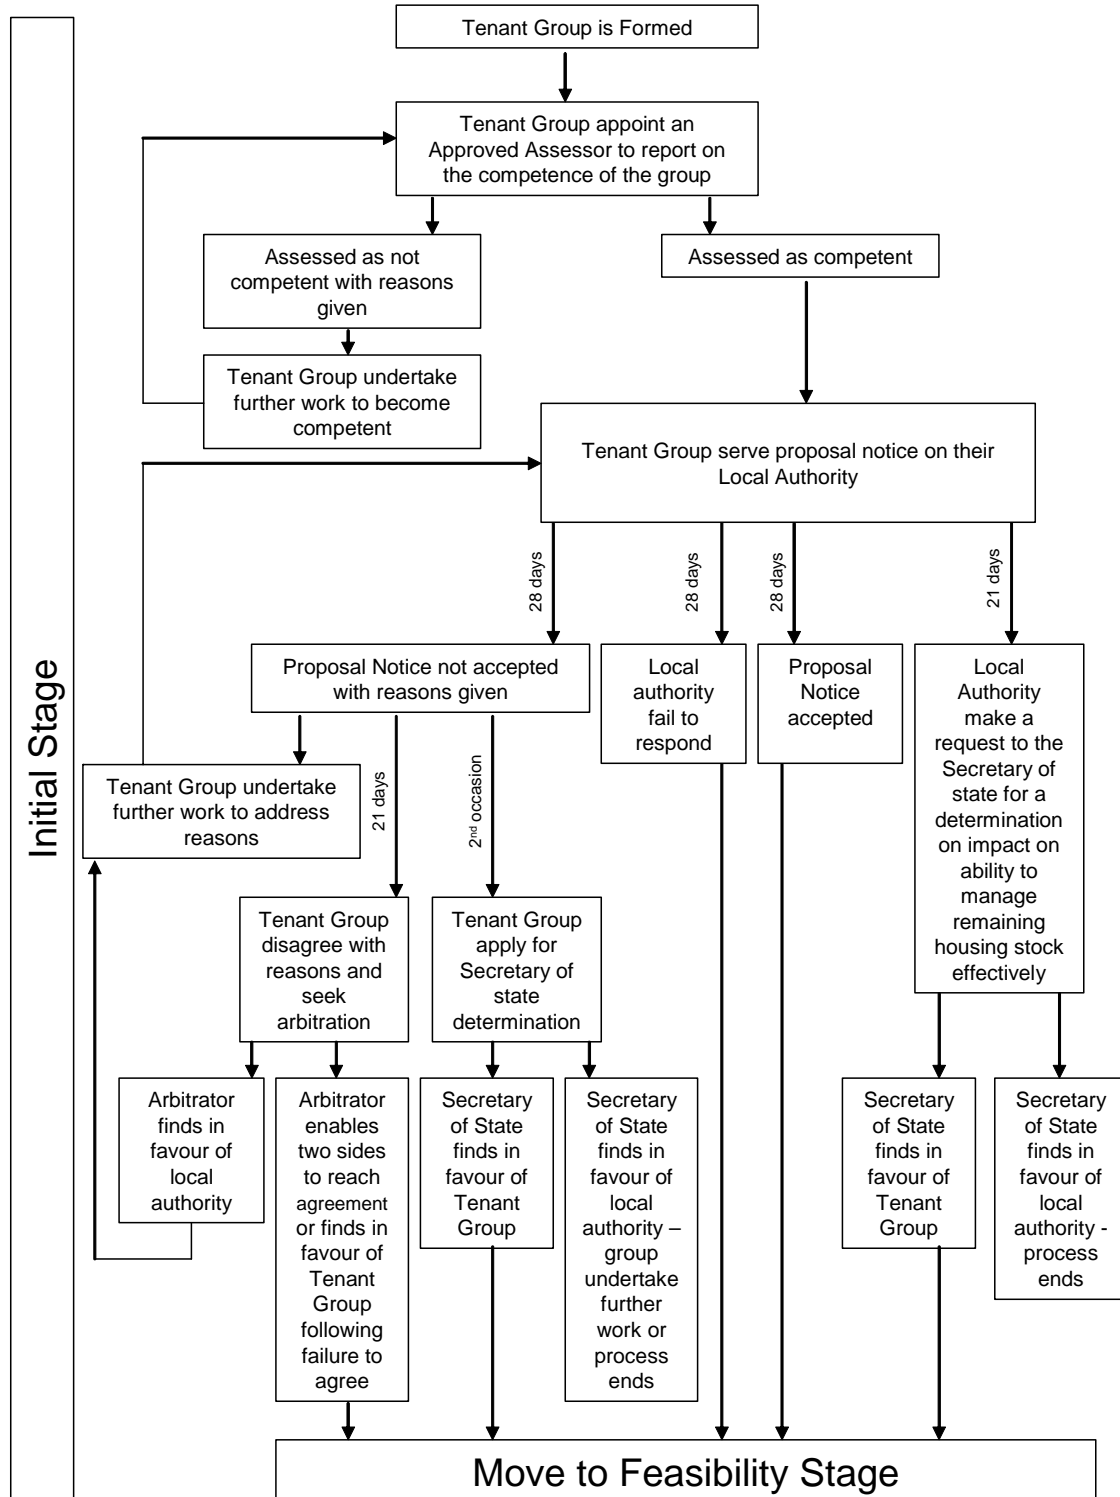 Initial Stage
Tenant Group is Formed
Tenant Group appoint an
Approved Assessor to report on
the competence of the group
Assessed as not
competent with reasons
given
Assessed as competent
Tenant Group undertake
further work to become
competent
Tenant Group serve proposal notice on their
Local Authority
28 days
28 days
28 days
21 days
Proposal Notice not accepted
with reasons given
Local
authority
fail to
respond
Proposal
Notice
accepted
Local
Authority
make a
request to the
Secretary of
state for a
determination
on impact on
ability to
manage
remaining
housing stock
effectively
Tenant Group undertake
further work to address
reasons
21 days
2nd occasion
Tenant Group
disagree with
reasons and
seek
arbitration
Tenant Group
apply for
Secretary of
state
determination
Arbitrator
finds in
favour of
local
authority
Arbitrator
enables
two sides
to reach
agreement
or finds in
favour of
Tenant
Group
following
failure to
agree
Secretary
of State
finds in
favour of
Tenant
Group
Secretary
of State
finds in
favour of
local
authority –
group
undertake
further
work or
process
ends
Secretary
of State
finds in
favour of
Tenant
Group
Secretary
of State
finds in
favour of
local
authority -
process
ends
Move to Feasibility Stage